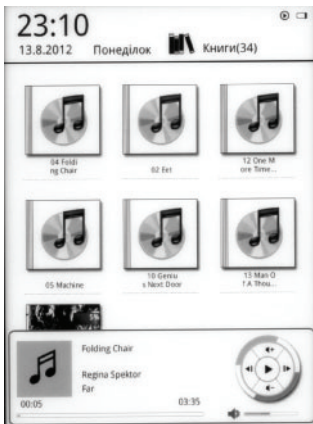 23:10
13.8.2012 Понеділок Книги(34)
04 Foldi
ng Chair
02 Eet
12 One M
ore Time...
05 Machine
10 Geniu
s Next Door
13 Man O
f A Thou...
Folding Chair
Regina Spektor
Far
00:05 03:35